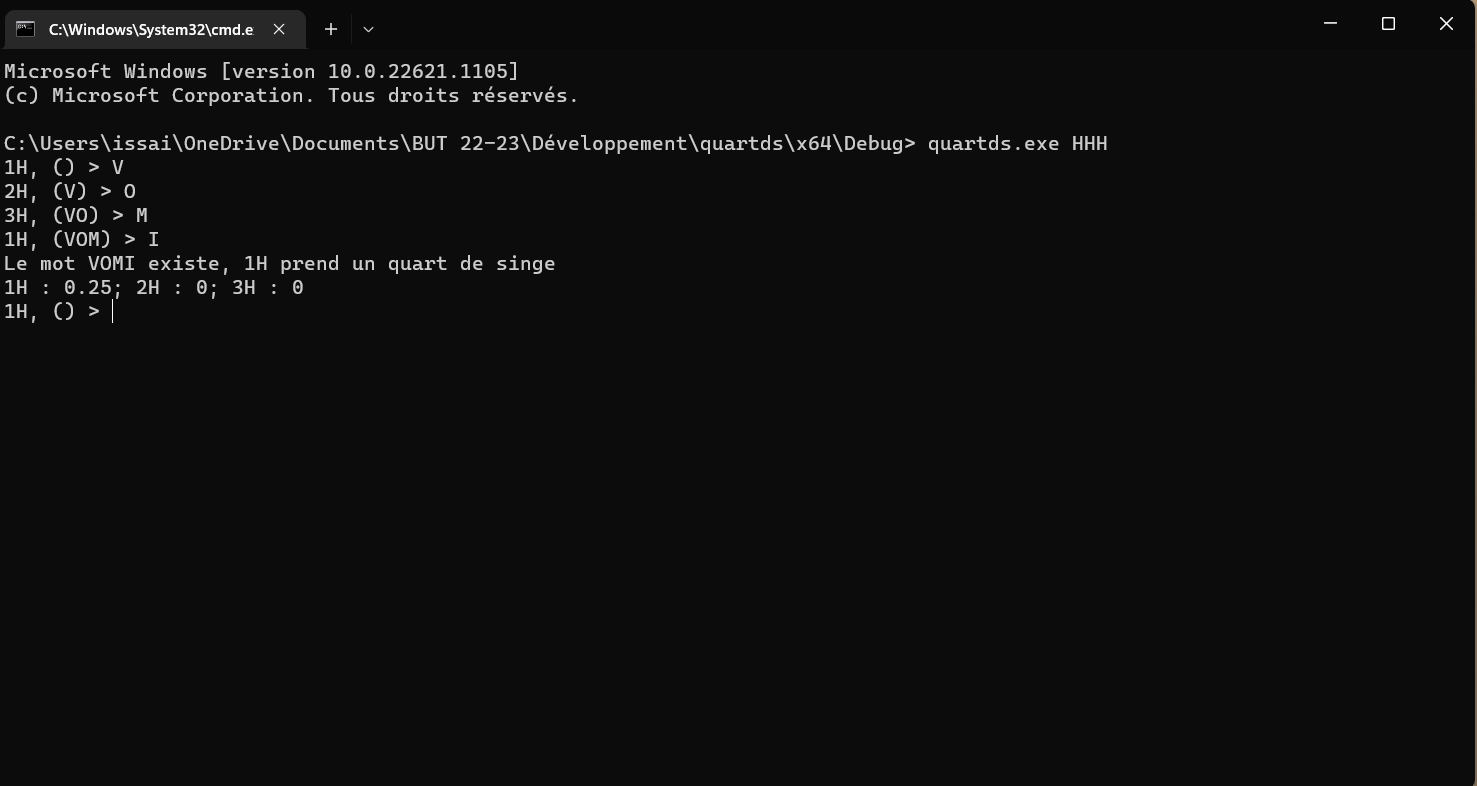 C:\Windows\System32\cmd.e
Microsoft Windows [version 10.0.22621.1105]
(c) Microsoft Corporation. Tous droits réservés.
C:\Users\issai\OneDrive\Documents\BUT 22-23\Développement\quartds\x64\Debug> quartds.exe HHH
1H, () > V
2H, (V) > O
3H, (VO) > M
1H, (VOM) > I
Le mot VOMI existe, 1H prend un quart de singe
1H : 0.25; 2H : 0; 3H : 0
1H, () >